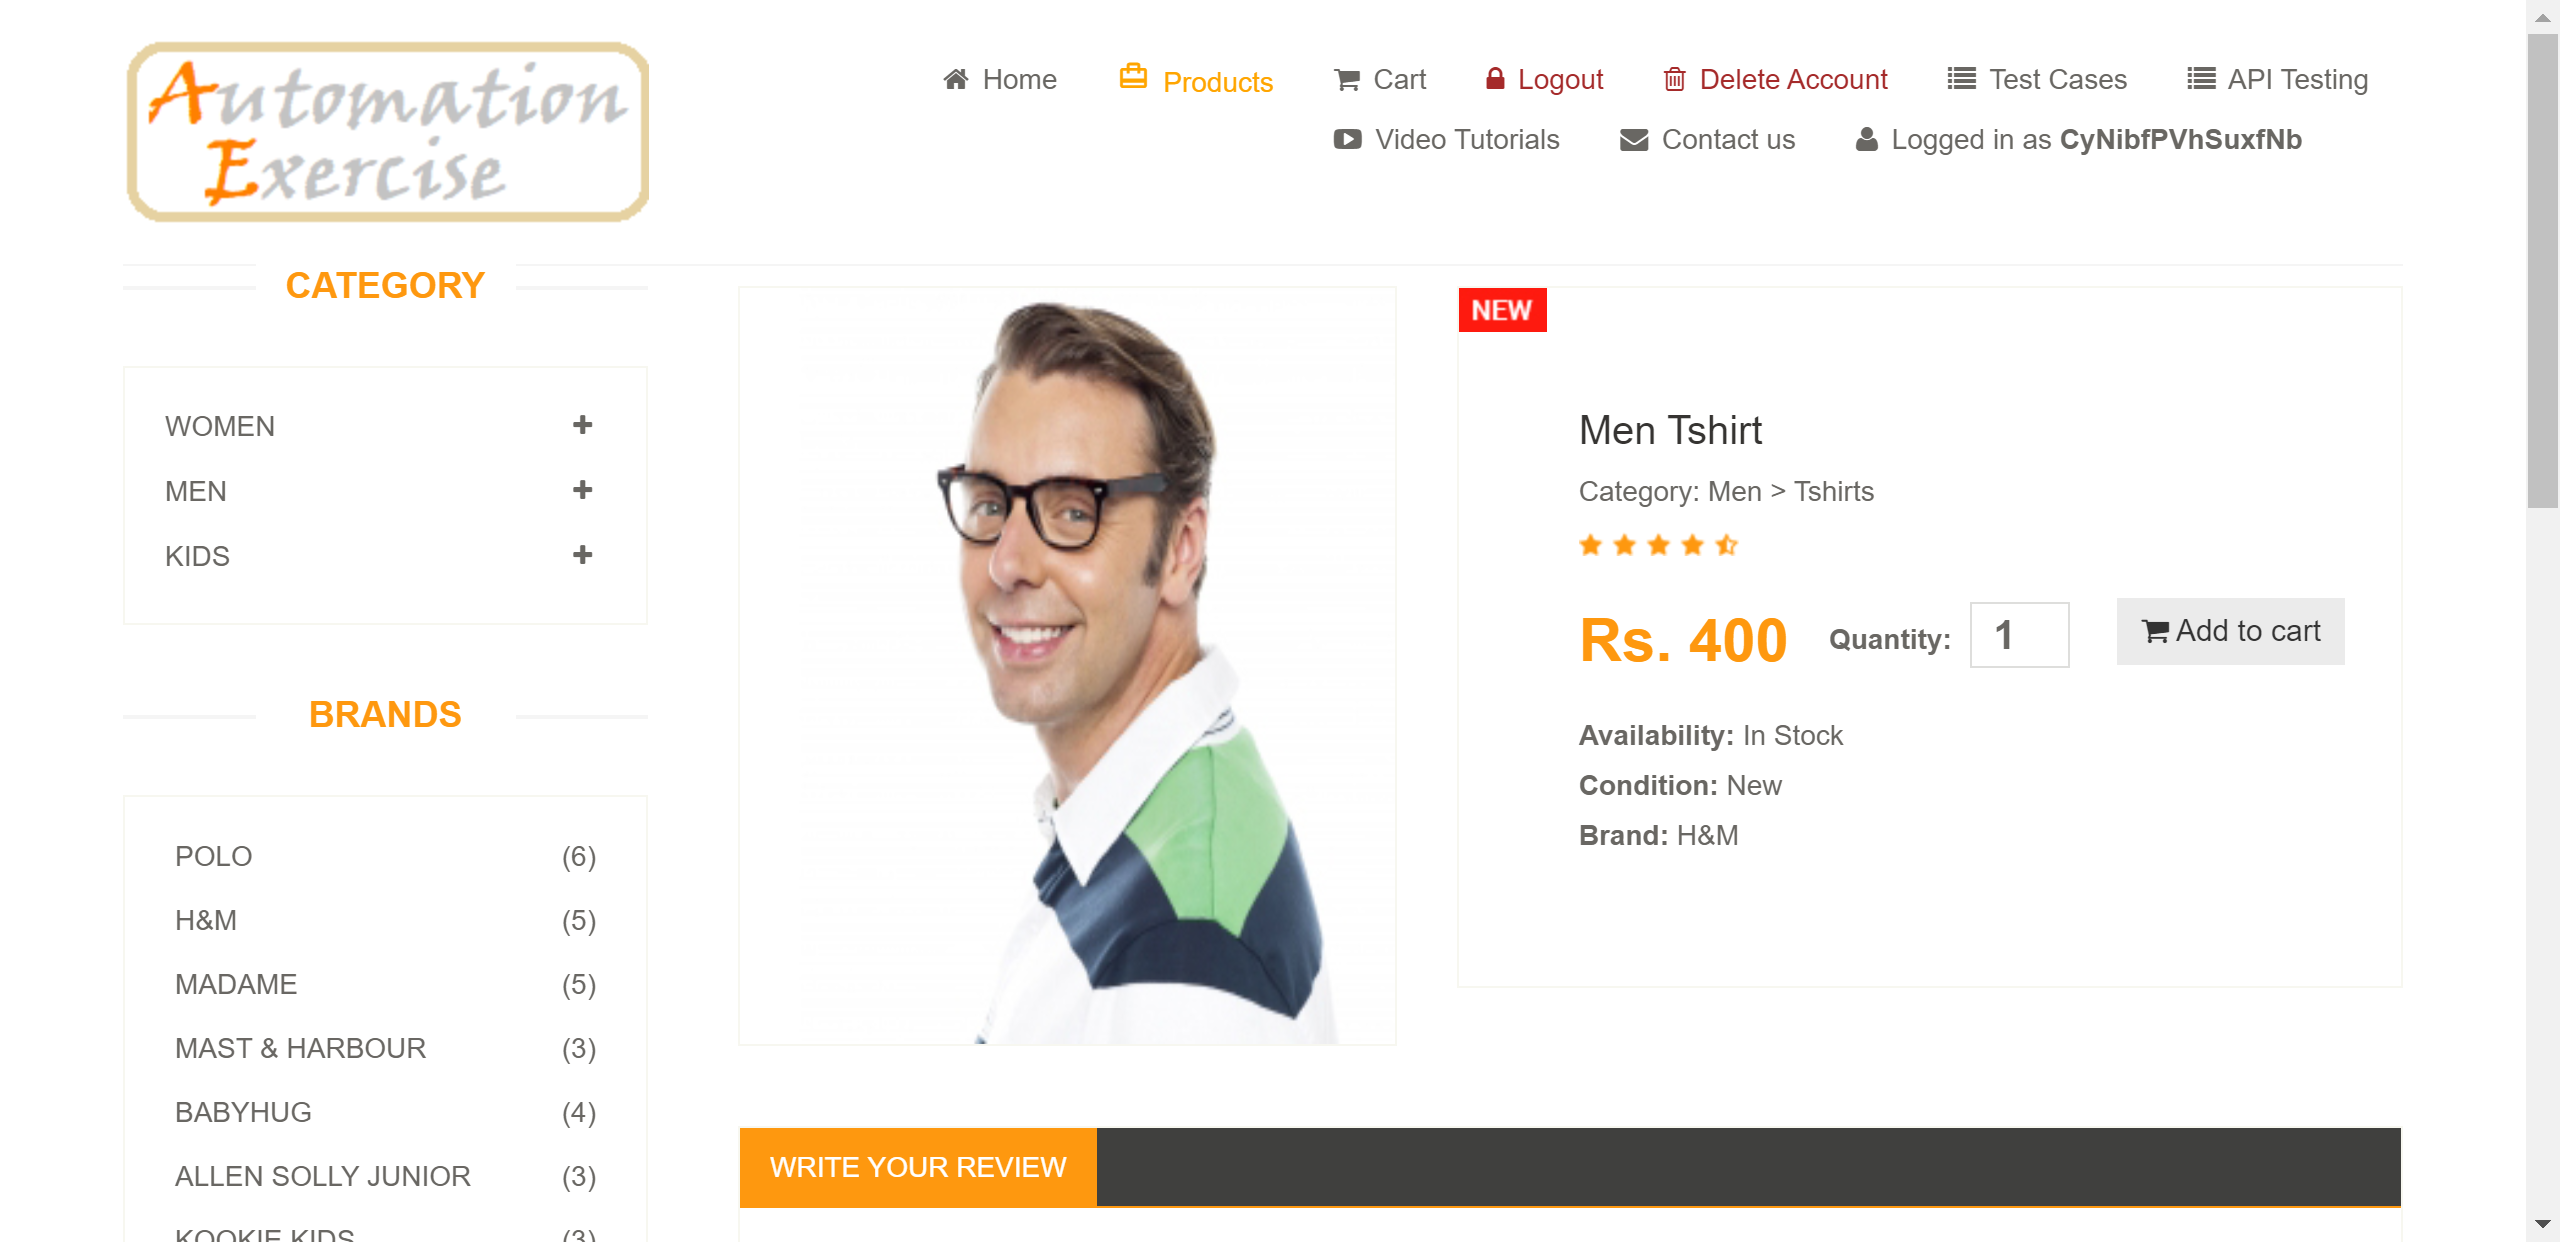 Automation
Exercise
Home
Products
Cart
Logout
Delete Account
Test Cases
API Testing
Video Tutorials
Contact us
Logged in as CyNibfPVhSuxfNb
CATEGORY
WOMEN
MEN
KIDS
BRANDS
POLO (6)
H&M (5)
MADAME (5)
MAST & HARBOUR (3)
BABYHUG (4)
ALLEN SOLLY JUNIOR (3)
KOOKIE KIDS (3)
NEW
Men Tshirt
Category: Men > Tshirts
Rs. 400
Quantity: 1
Add to cart
Availability: In Stock
Condition: New
Brand: H&M
WRITE YOUR REVIEW